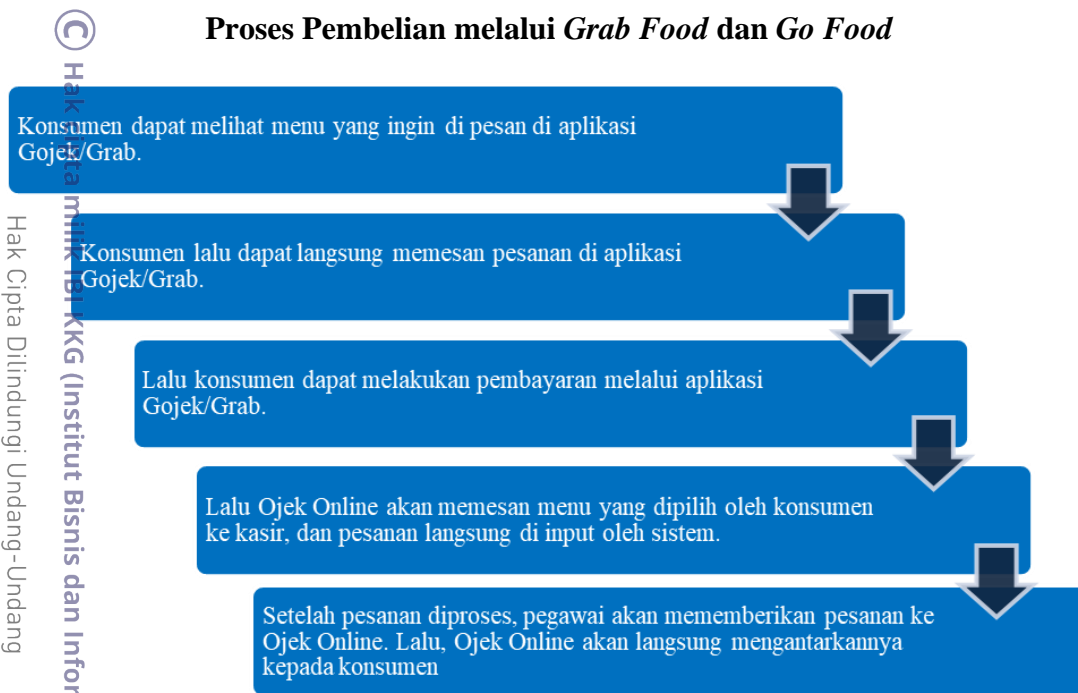 Proses Pembelian melalui Grab Food dan Go Food
Konsumen dapat melihat menu yang ingin di pesan di aplikasi
Gojek/Grab.
Konsumen lalu dapat langsung memesan pesanan di aplikasi
Gojek/Grab.
Lalu konsumen dapat melakukan pembayaran melalui aplikasi
Gojek/Grab.
Lalu Ojek Online akan memesan menu yang dipilih oleh konsumen
ke kasir, dan pesanan langsung di input oleh sistem.
Setelah pesanan diproses, pegawai akan mememberikan pesanan ke
Ojek Online. Lalu, Ojek Online akan langsung mengantarkannya
kepada konsumen
© Hak cipta milik IBI KKG (Institut Bisnis dan Infor
Hak Cipta Dilindungi Undang-Undang